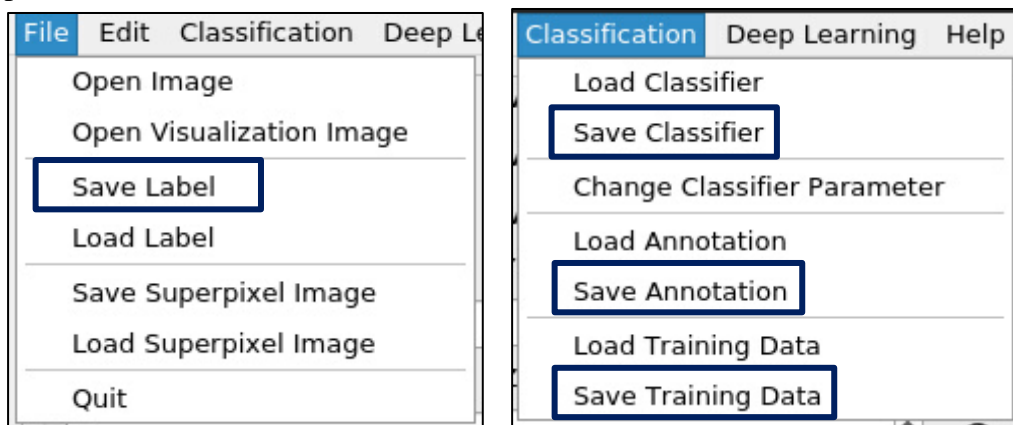 File Edit Classification Deep Le
Open Image
Open Visualization Image
Save Label
Load Label
Save Superpixel Image
Load Superpixel Image
Quit
Classification Deep Learning Help
Load Classifier
Save Classifier
Change Classifier Parameter
Load Annotation
Save Annotation
Load Training Data
Save Training Data